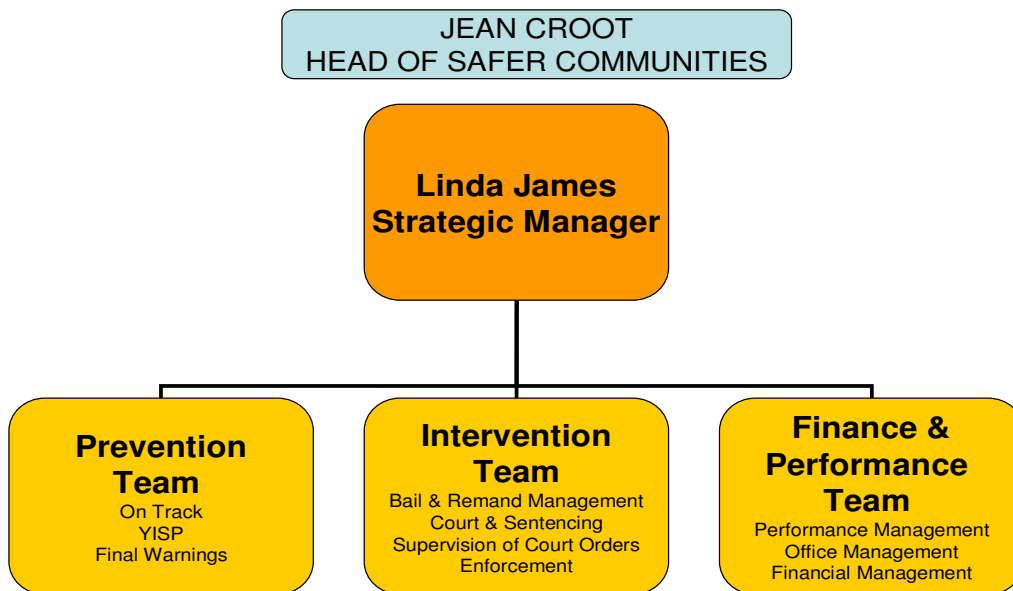 JEAN CROOT
HEAD OF SAFER COMMUNITIES
Linda James
Strategic Manager
Prevention
Team
On Track
YISP
Final Warnings
Intervention
Team
Bail & Remand Management
Court & Sentencing
Supervision of Court Orders
Enforcement
Finance &
Performance
Team
Performance Management
Office Management
Financial Management